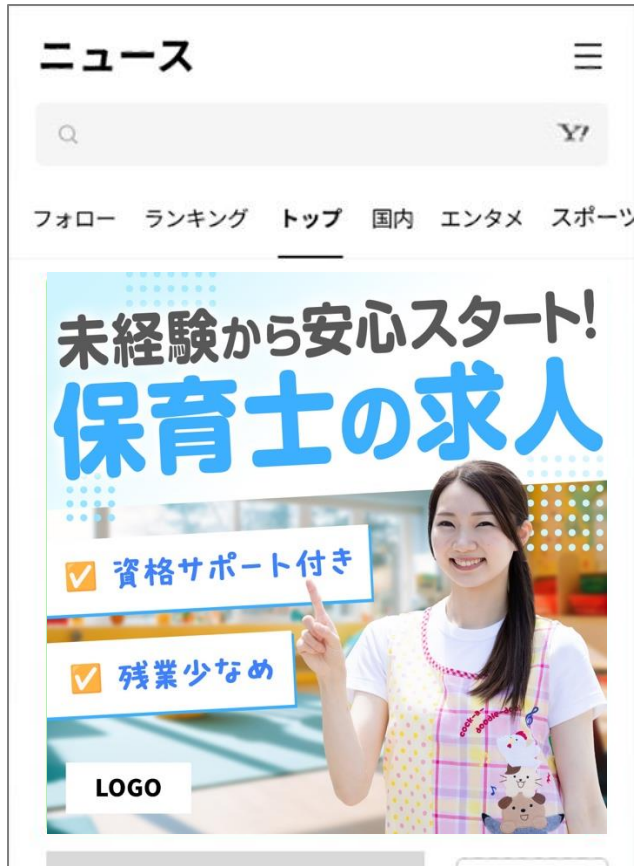 ニュース
Y!
フォロー ランキング トップ 国内 エンタメ スポーツ
未経験から安心スタート!
保育士の求人
資格サポート付き
残業少なめ
cock-a-doodle-doo
LOGO